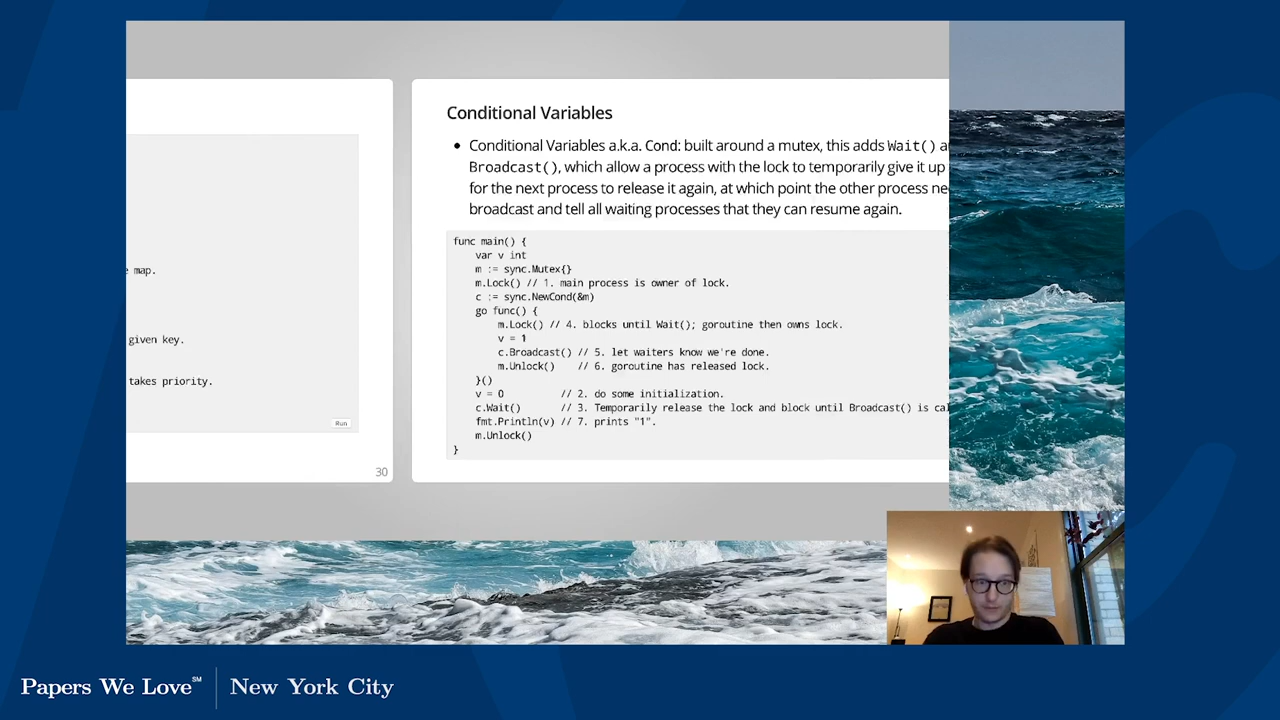 Conditional Variables
• Conditional Variables a.k.a. Cond: built around a mutex, this adds Wait()
Broadcast(), which allow a process with the lock to temporarily give it up
for the next process to release it again, at which point the other process
broadcast and tell all waiting processes that they can resume again.
e map.
given key.
takes priority.
Run
30
func main() {
var v int
m := sync.Mutex{}
m.Lock() // 1. main process is owner of lock.
c := sync.NewCond(&m)
go func() {
m.Lock() // 4. blocks until Wait(); goroutine then owns lock.
v = 1
c.Broadcast() // 5. let waiters know we're done.
m.Unlock() // 6. goroutine has released lock.
}()
v = 0 // 2. do some initialization.
c.Wait() // 3. Temporarily release the lock and block until Broadcast() is
fmt.Println(v) // 7. prints "1".
m.Unlock()
}
Papers We Love℠ | New York City